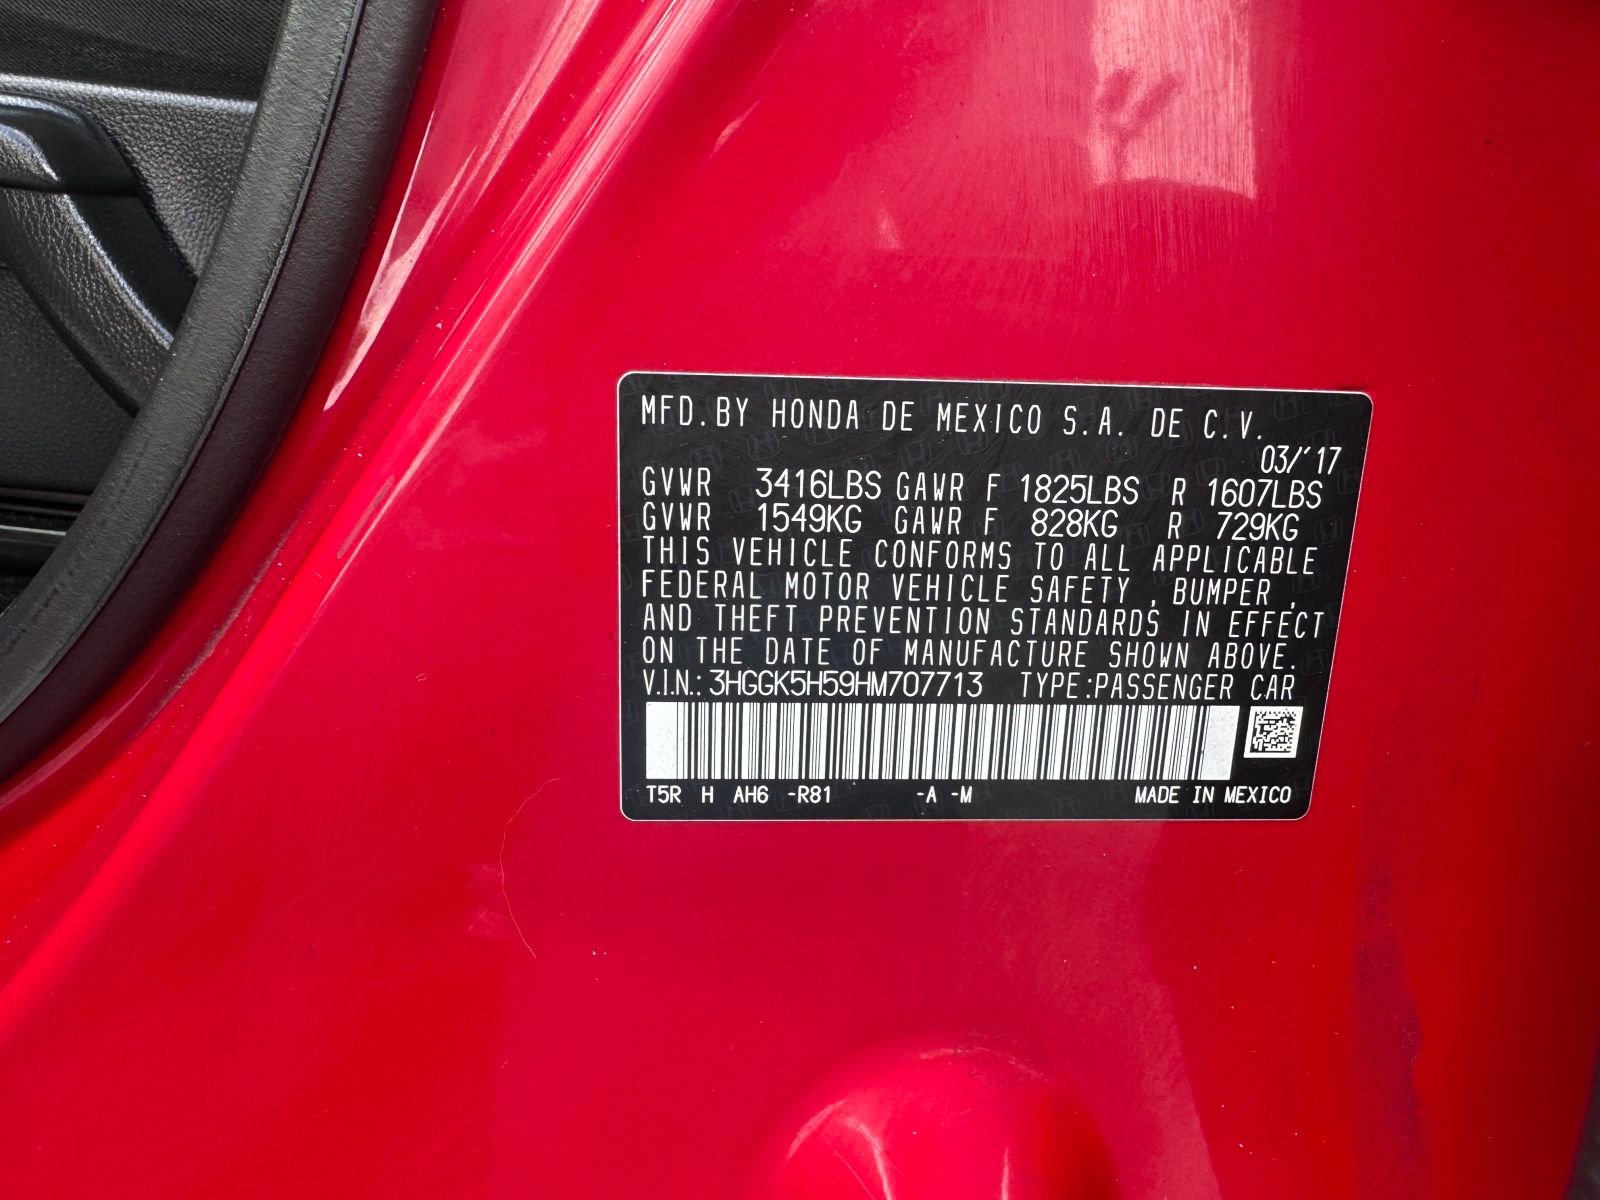 MFD. BY HONDA DE MEXICO S.A. DE C.V.
03/'17
GVWR 3416LBS GAWR F 1825LBS R 1607LBS
GVWR 1549KG GAWR F 828KG R 729KG
THIS VEHICLE CONFORMS TO ALL APPLICABLE
FEDERAL MOTOR VEHICLE SAFETY , BUMPER ,
AND THEFT PREVENTION STANDARDS IN EFFECT
ON THE DATE OF MANUFACTURE SHOWN ABOVE.
V.I.N.: 3HGGK5H59HM707713 TYPE:PASSENGER CAR
T5R H AH6 -R81 -A -M MADE IN MEXICO